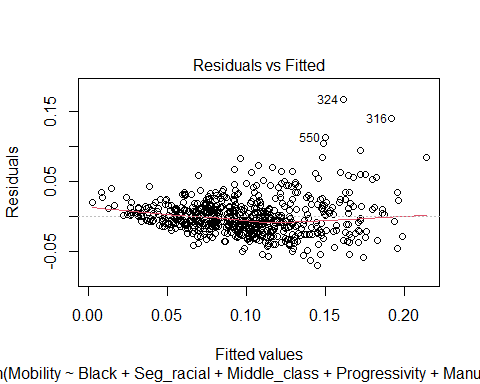 Residuals vs Fitted
324
316
550
Residuals
-0.05
0.05
0.15
0.00
0.05
0.10
0.15
0.20
Fitted values
n(Mobility ~ Black + Seg_racial + Middle_class + Progressivity + Manu